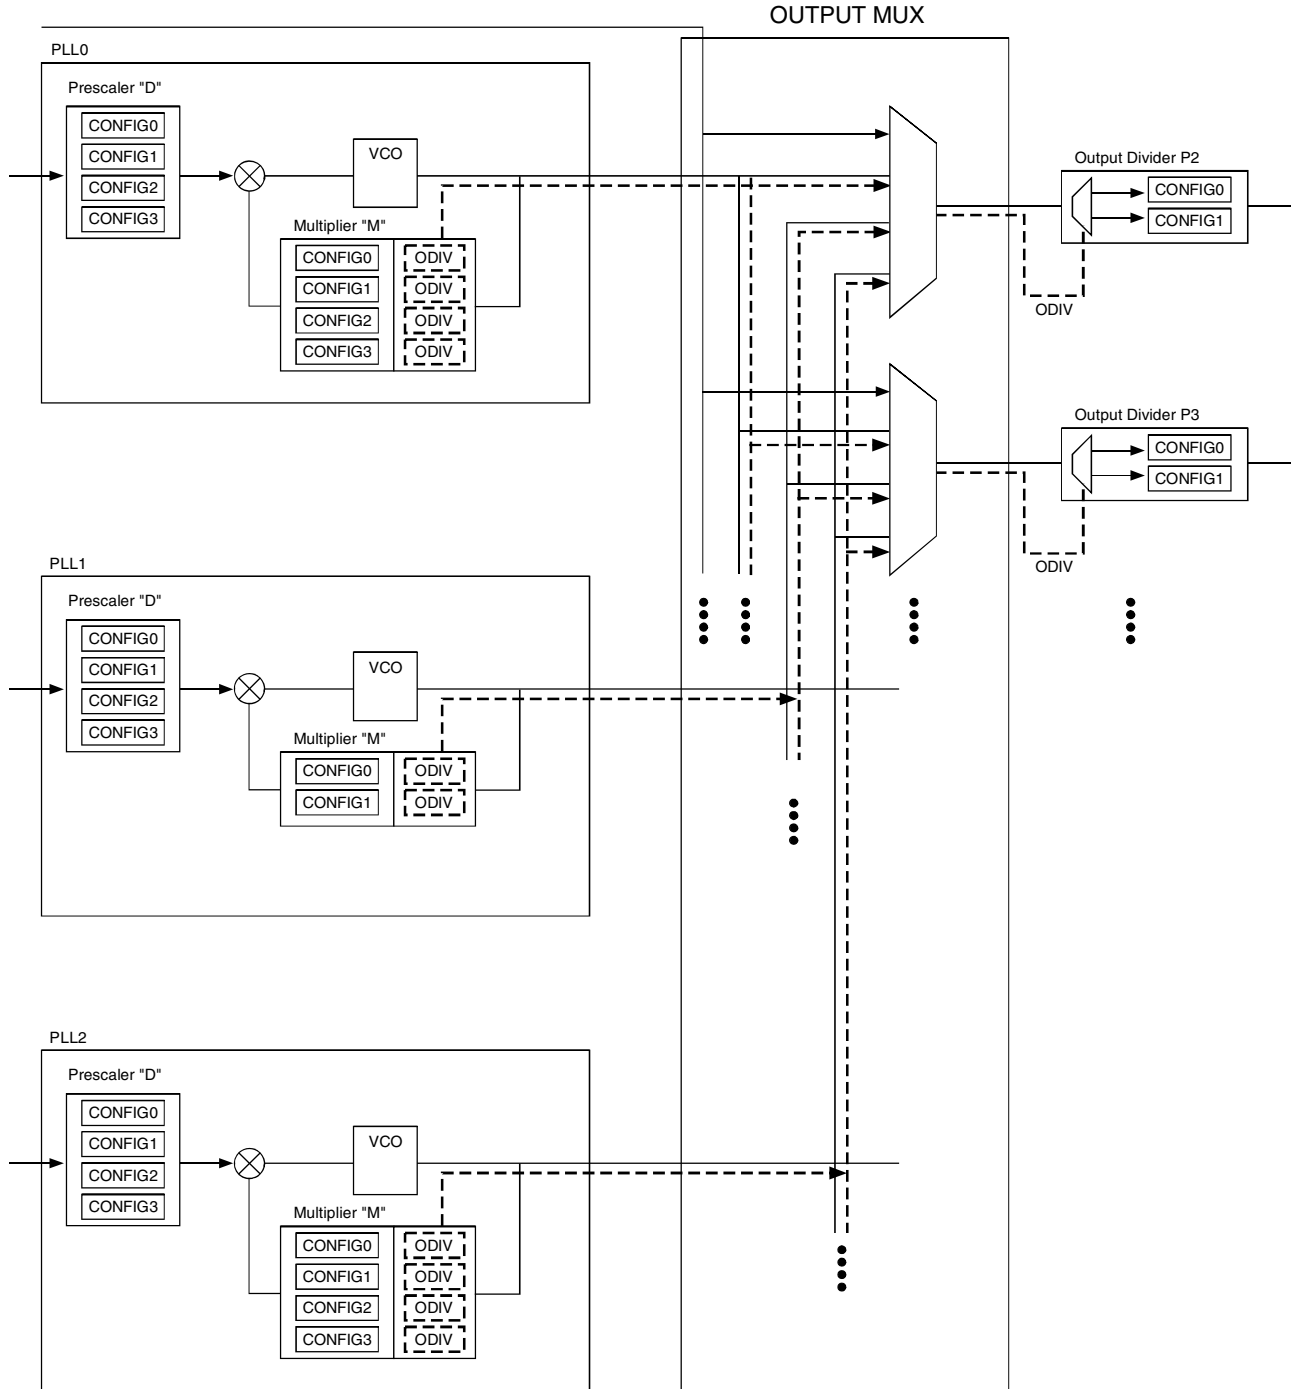 OUTPUT MUX
PLL0
Prescaler "D"
CONFIG0
CONFIG1
CONFIG2
CONFIG3
VCO
Multiplier "M"
CONFIG0 ODIV
CONFIG1 ODIV
CONFIG2 ODIV
CONFIG3 ODIV
Output Divider P2
CONFIG0
CONFIG1
ODIV
Output Divider P3
CONFIG0
CONFIG1
ODIV
PLL1
Prescaler "D"
CONFIG0
CONFIG1
CONFIG2
CONFIG3
VCO
Multiplier "M"
CONFIG0 ODIV
CONFIG1 ODIV
PLL2
Prescaler "D"
CONFIG0
CONFIG1
CONFIG2
CONFIG3
VCO
Multiplier "M"
CONFIG0 ODIV
CONFIG1 ODIV
CONFIG2 ODIV
CONFIG3 ODIV